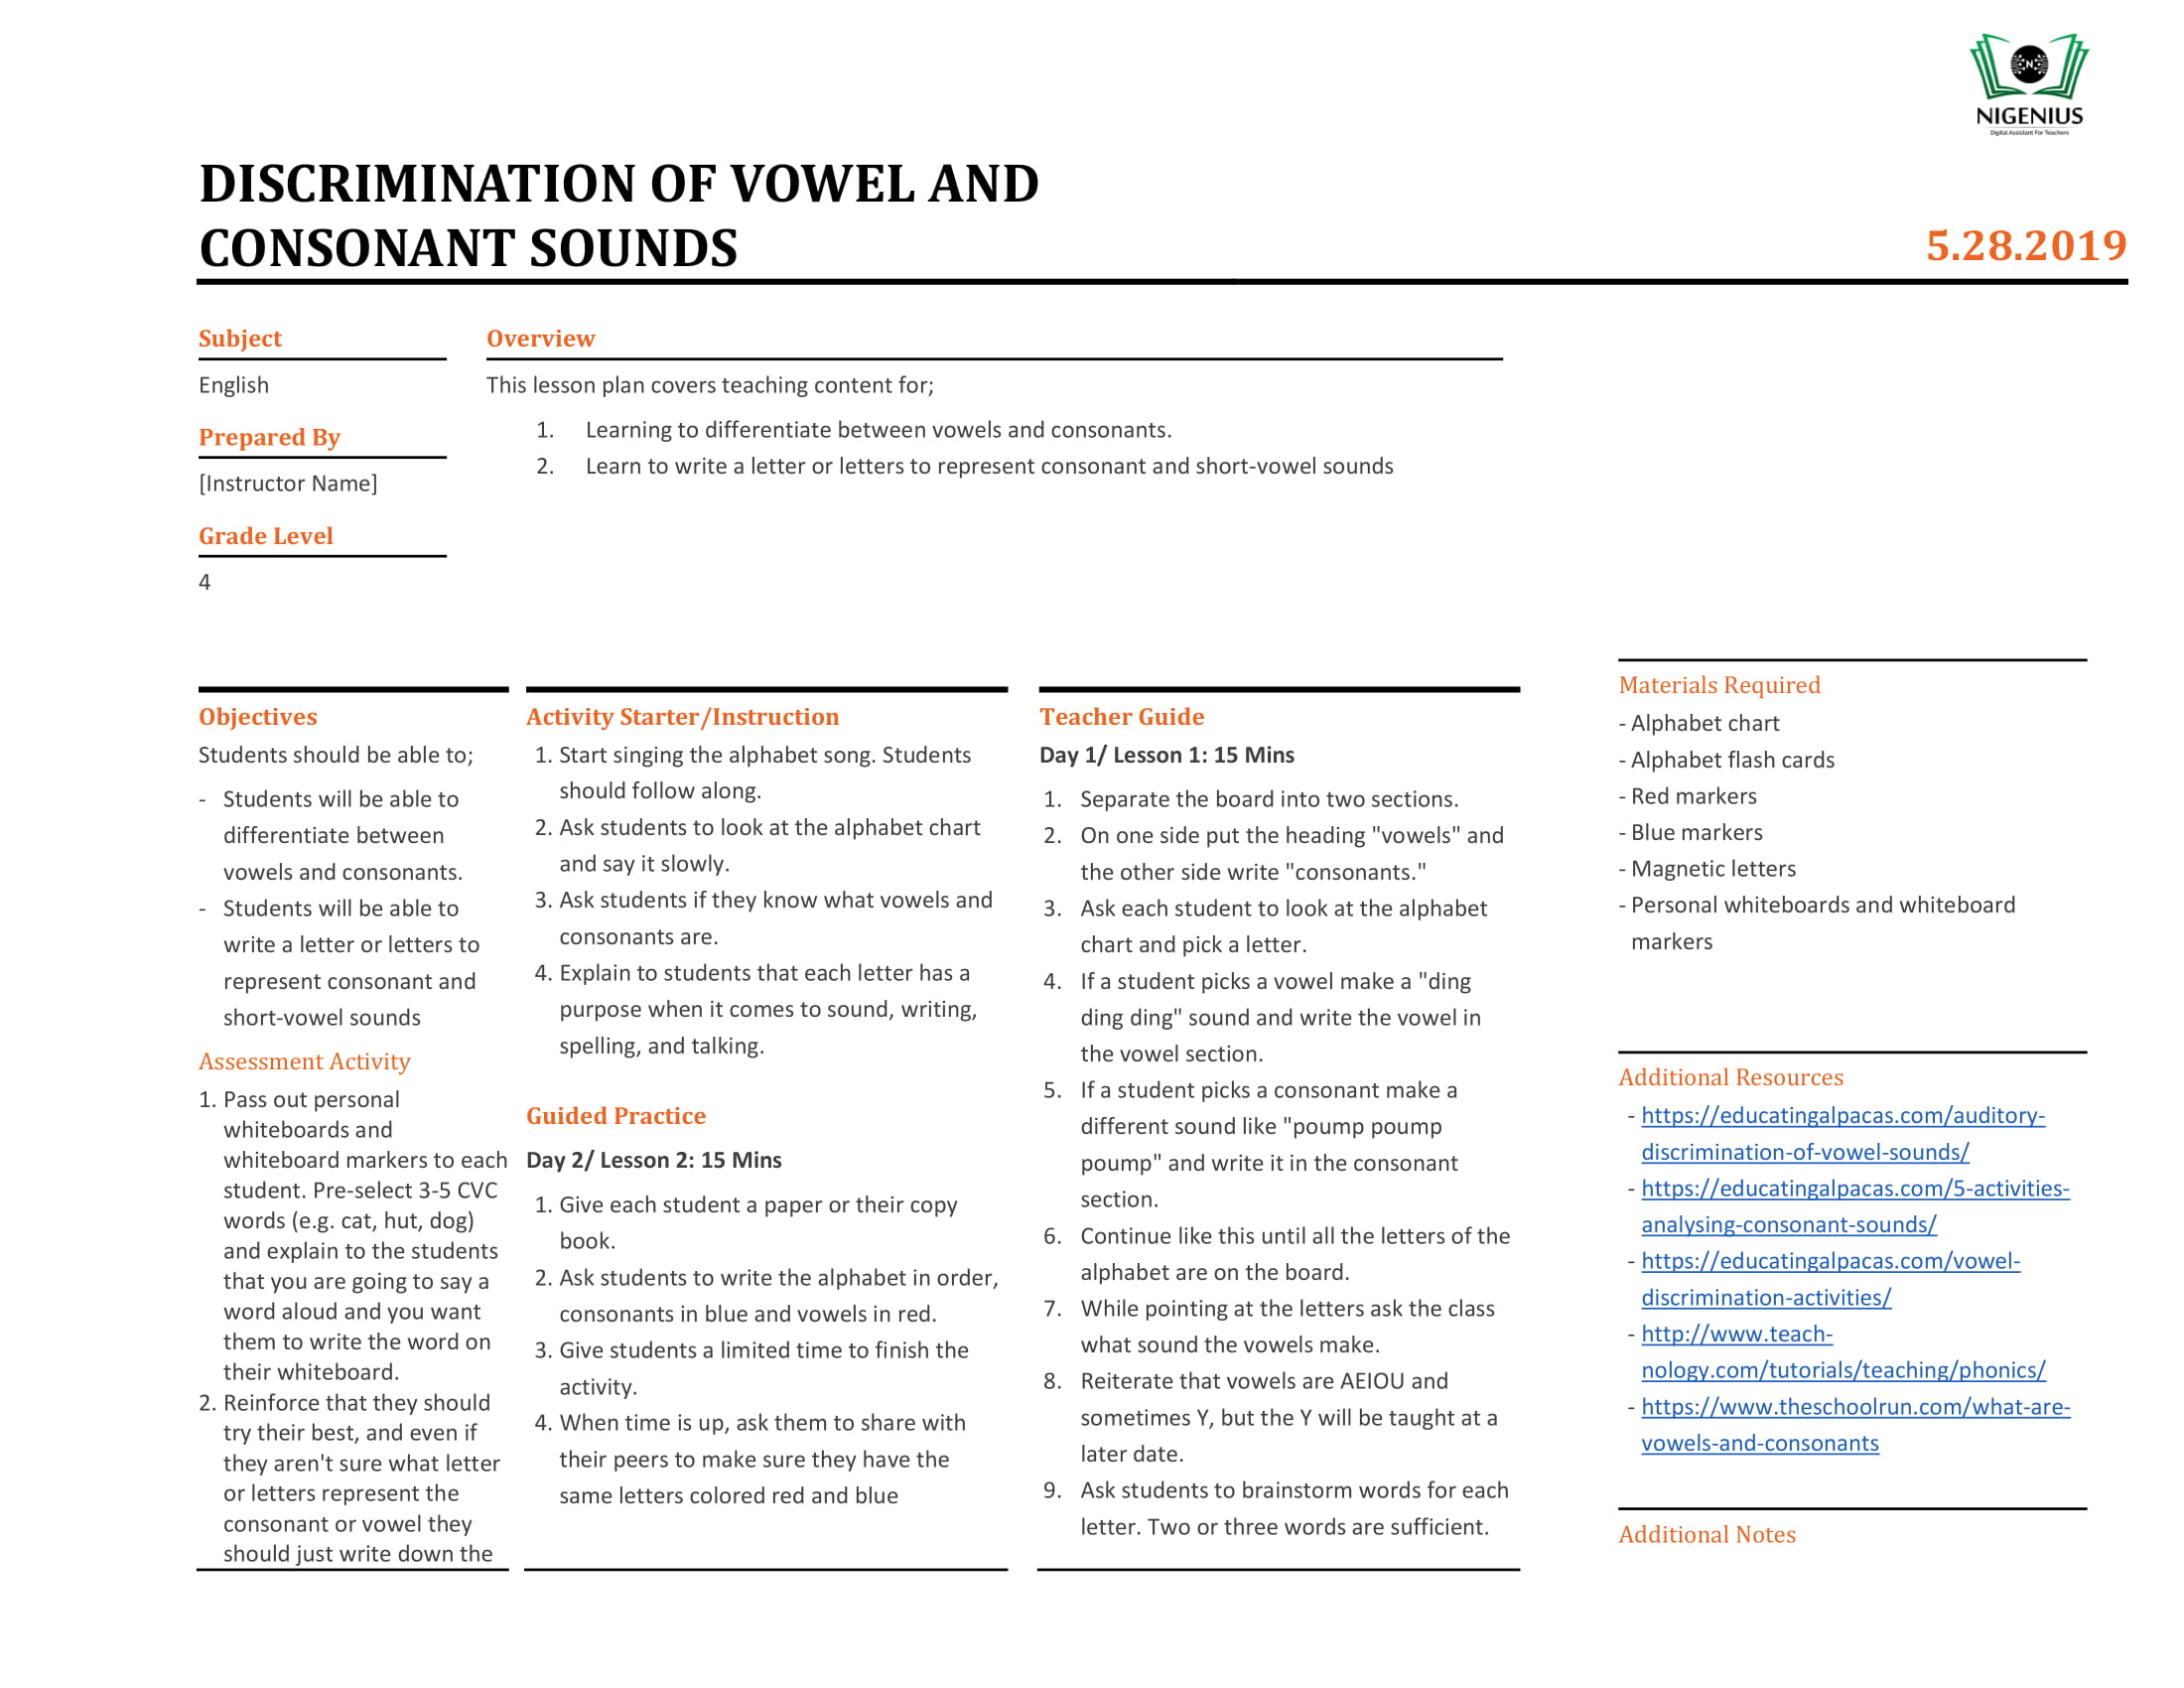 NIGENIUS
Digital Assistant For Teachers
DISCRIMINATION OF VOWEL AND
CONSONANT SOUNDS
5.28.2019
Subject
English
Prepared By
[Instructor Name]
Grade Level
4
Overview
This lesson plan covers teaching content for;
1. Learning to differentiate between vowels and consonants.
2. Learn to write a letter or letters to represent consonant and short-vowel sounds
Objectives
Students should be able to;
- Students will be able to
differentiate between
vowels and consonants.
- Students will be able to
write a letter or letters to
represent consonant and
short-vowel sounds
Assessment Activity
1. Pass out personal
whiteboards and
whiteboard markers to each
student. Pre-select 3-5 CVC
words (e.g. cat, hut, dog)
and explain to the students
that you are going to say a
word aloud and you want
them to write the word on
their whiteboard.
2. Reinforce that they should
try their best, and even if
they aren't sure what letter
or letters represent the
consonant or vowel they
should just write down the
Activity Starter/Instruction
1. Start singing the alphabet song. Students
should follow along.
2. Ask students to look at the alphabet chart
and say it slowly.
3. Ask students if they know what vowels and
consonants are.
4. Explain to students that each letter has a
purpose when it comes to sound, writing,
spelling, and talking.
Guided Practice
Day 2/ Lesson 2: 15 Mins
1. Give each student a paper or their copy
book.
2. Ask students to write the alphabet in order,
consonants in blue and vowels in red.
3. Give students a limited time to finish the
activity.
4. When time is up, ask them to share with
their peers to make sure they have the
same letters colored red and blue
Teacher Guide
Day 1/ Lesson 1: 15 Mins
1. Separate the board into two sections.
2. On one side put the heading "vowels" and
the other side write "consonants."
3. Ask each student to look at the alphabet
chart and pick a letter.
4. If a student picks a vowel make a "ding
ding ding" sound and write the vowel in
the vowel section.
5. If a student picks a consonant make a
different sound like "poump poump
poump" and write it in the consonant
section.
6. Continue like this until all the letters of the
alphabet are on the board.
7. While pointing at the letters ask the class
what sound the vowels make.
8. Reiterate that vowels are AEIOU and
sometimes Y, but the Y will be taught at a
later date.
9. Ask students to brainstorm words for each
letter. Two or three words are sufficient.
Materials Required
- Alphabet chart
- Alphabet flash cards
- Red markers
- Blue markers
- Magnetic letters
- Personal whiteboards and whiteboard
markers
Additional Resources
- https://educatingalpacas.com/auditory-
discrimination-of-vowel-sounds/
- https://educatingalpacas.com/5-activities-
analysing-consonant-sounds/
- https://educatingalpacas.com/vowel-
discrimination-activities/
- http://www.teach-
nology.com/tutorials/teaching/phonics/
- https://www.theschoolrun.com/what-are-
vowels-and-consonants
Additional Notes